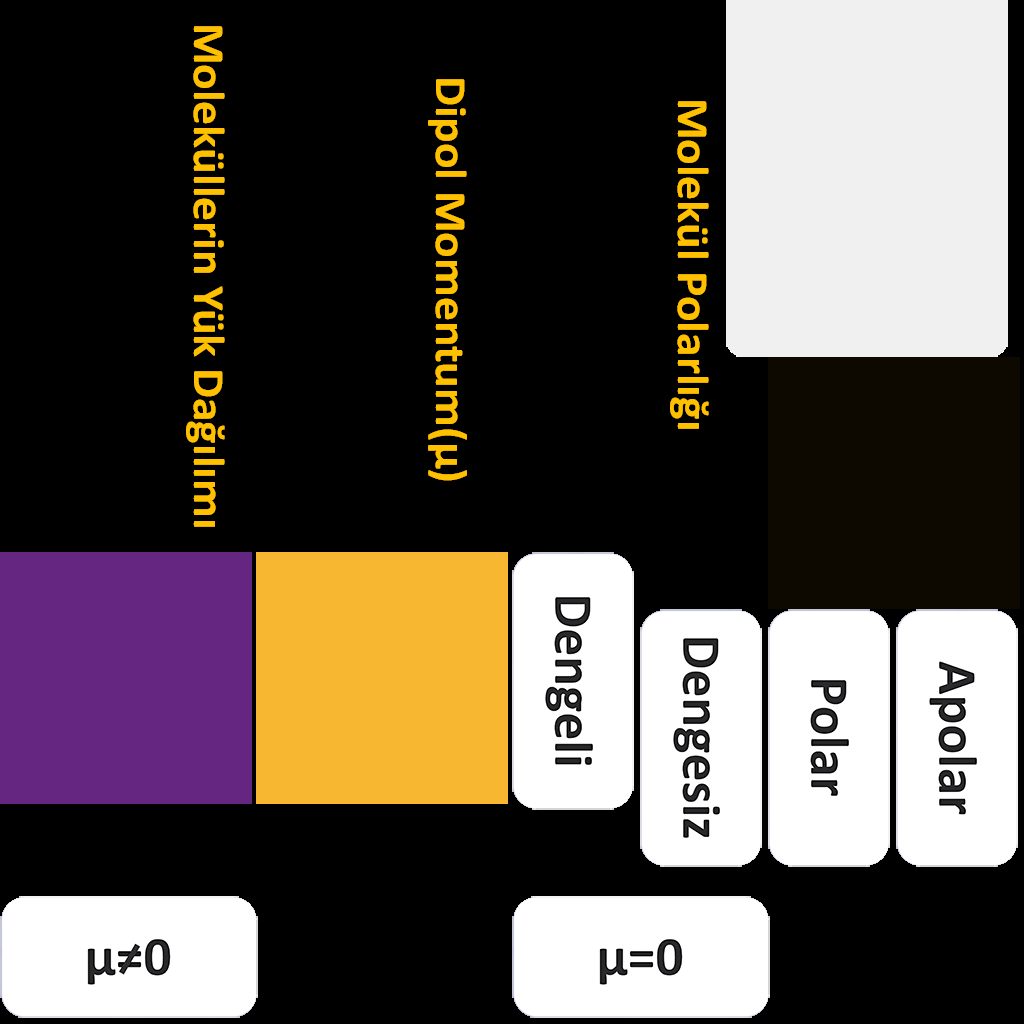 Moleküllerin Yük Dağılımı
Dipol Momentum(μ)
Molekül Polarlığı
Dengeli
Dengesiz
Polar
Apolar
μ≠0
μ=0